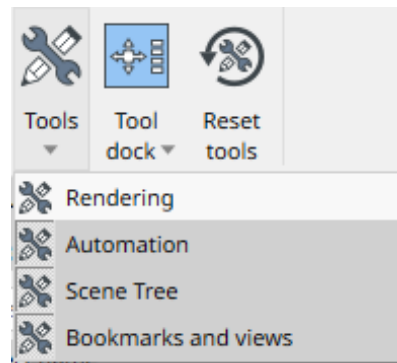 Tools
Tool
dock
Reset
tools
Rendering
Automation
Scene Tree
Bookmarks and views